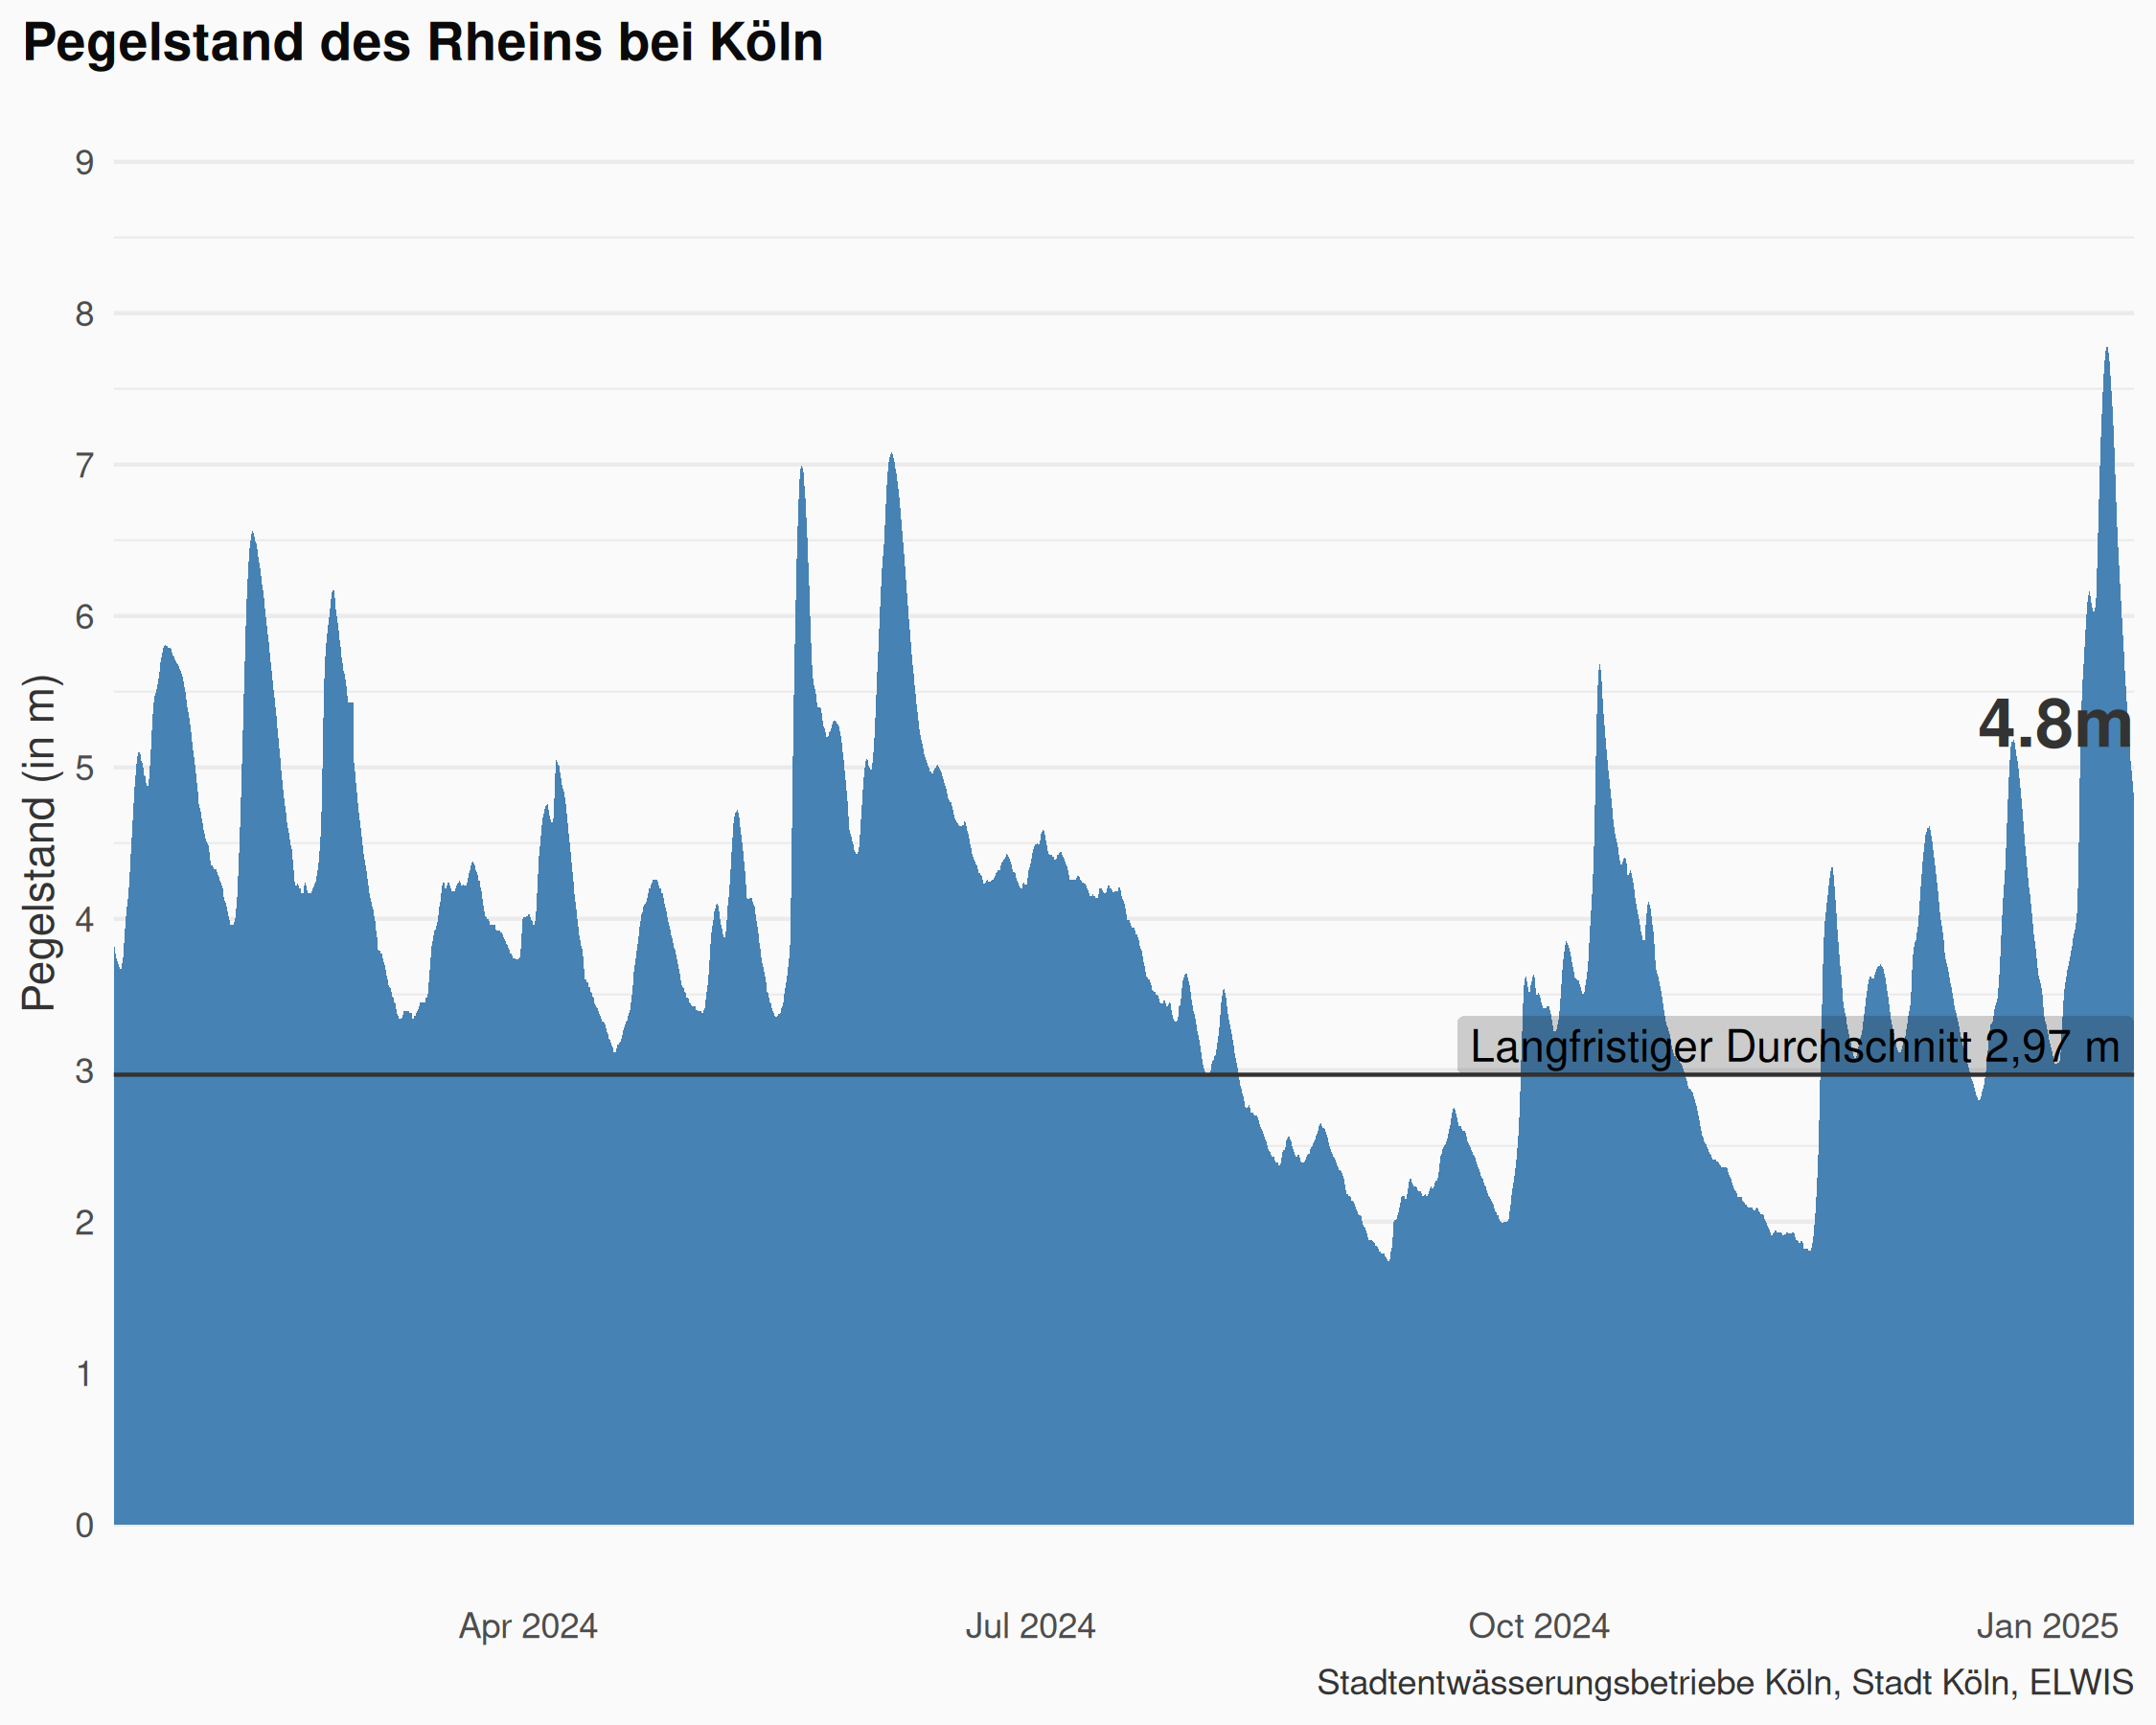 Pegelstand des Rheins bei Köln
Pegelstand (in m)
9
8
7
6
5
4
3
2
1
0
4.8m
Langfristiger Durchschnitt 2,97 m
Apr 2024
Jul 2024
Oct 2024
Jan 2025
Stadtentwässerungsbetriebe Köln, Stadt Köln, ELWIS